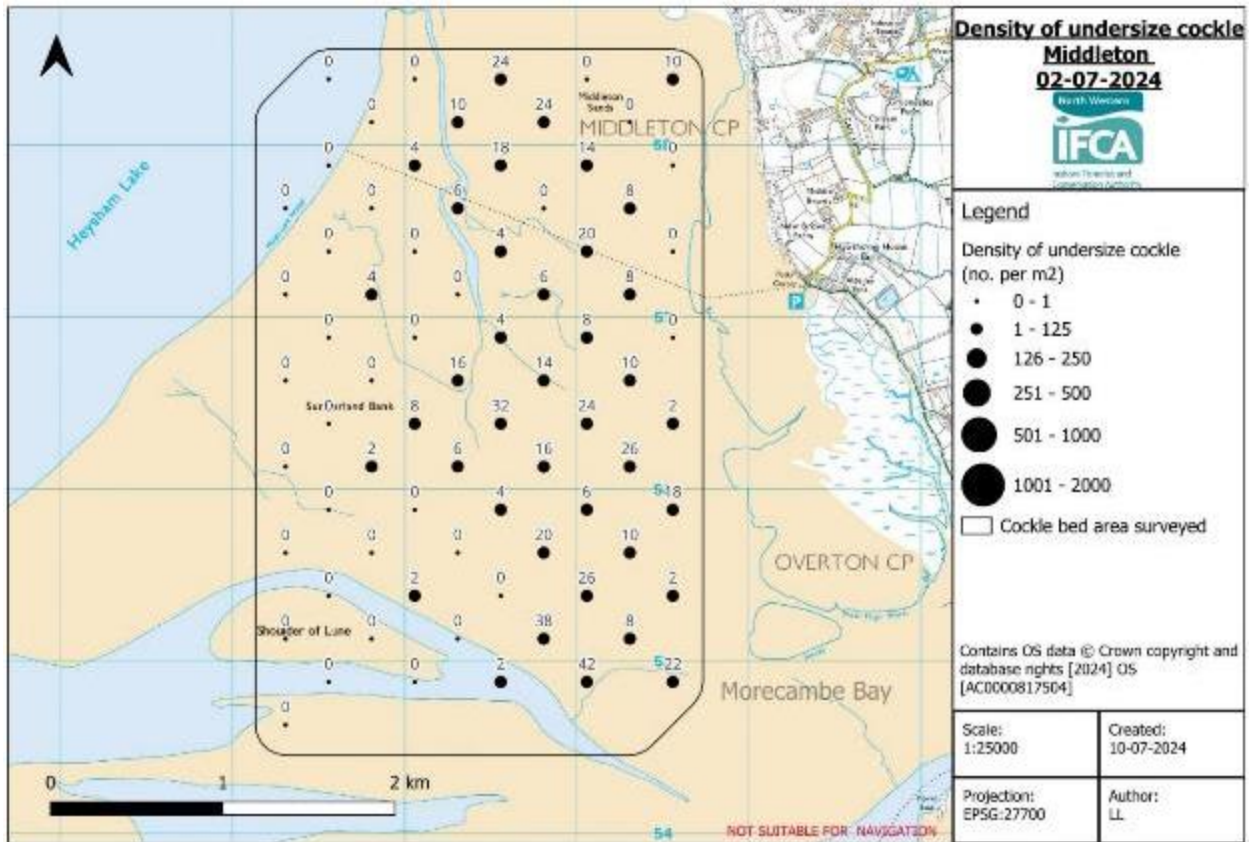 Density of undersize cockle
Middleton
02-07-2024
North Western
IFCA
Legend
Density of undersize cockle
(no. per m2)
0 - 1
1 - 125
126 - 250
251 - 500
501 - 1000
1001 - 2000
Cockle bed area surveyed
Contains OS data © Crown copyright and
database rights [2024] OS
[AC0000817504]
Scale:
1:25000
Created:
10-07-2024
Projection:
EPSG:27700
Author:
LL
0 0 24 0 10
Middleton
Sands
0 10 24 0
MIDDLETON CP
0 4 18 14 0
Heysham Lake
0 0 6 0 8
0 0 4 20 0
0 4 0 6 8
P
0 0 4 8 0
0 0 16 14 10
Sunderland Bank
0 8 32 24 2
0 2 6 16 26
0 0 4 6 18
0 0 0 20 10
OVERTON CP
0 2 0 26 2
0 0 0 38 8
Shoulder of Lune
0 0 2 42 22
Morecambe Bay
0
0 1 2 km
54
NOT SUITABLE FOR NAVIGATION